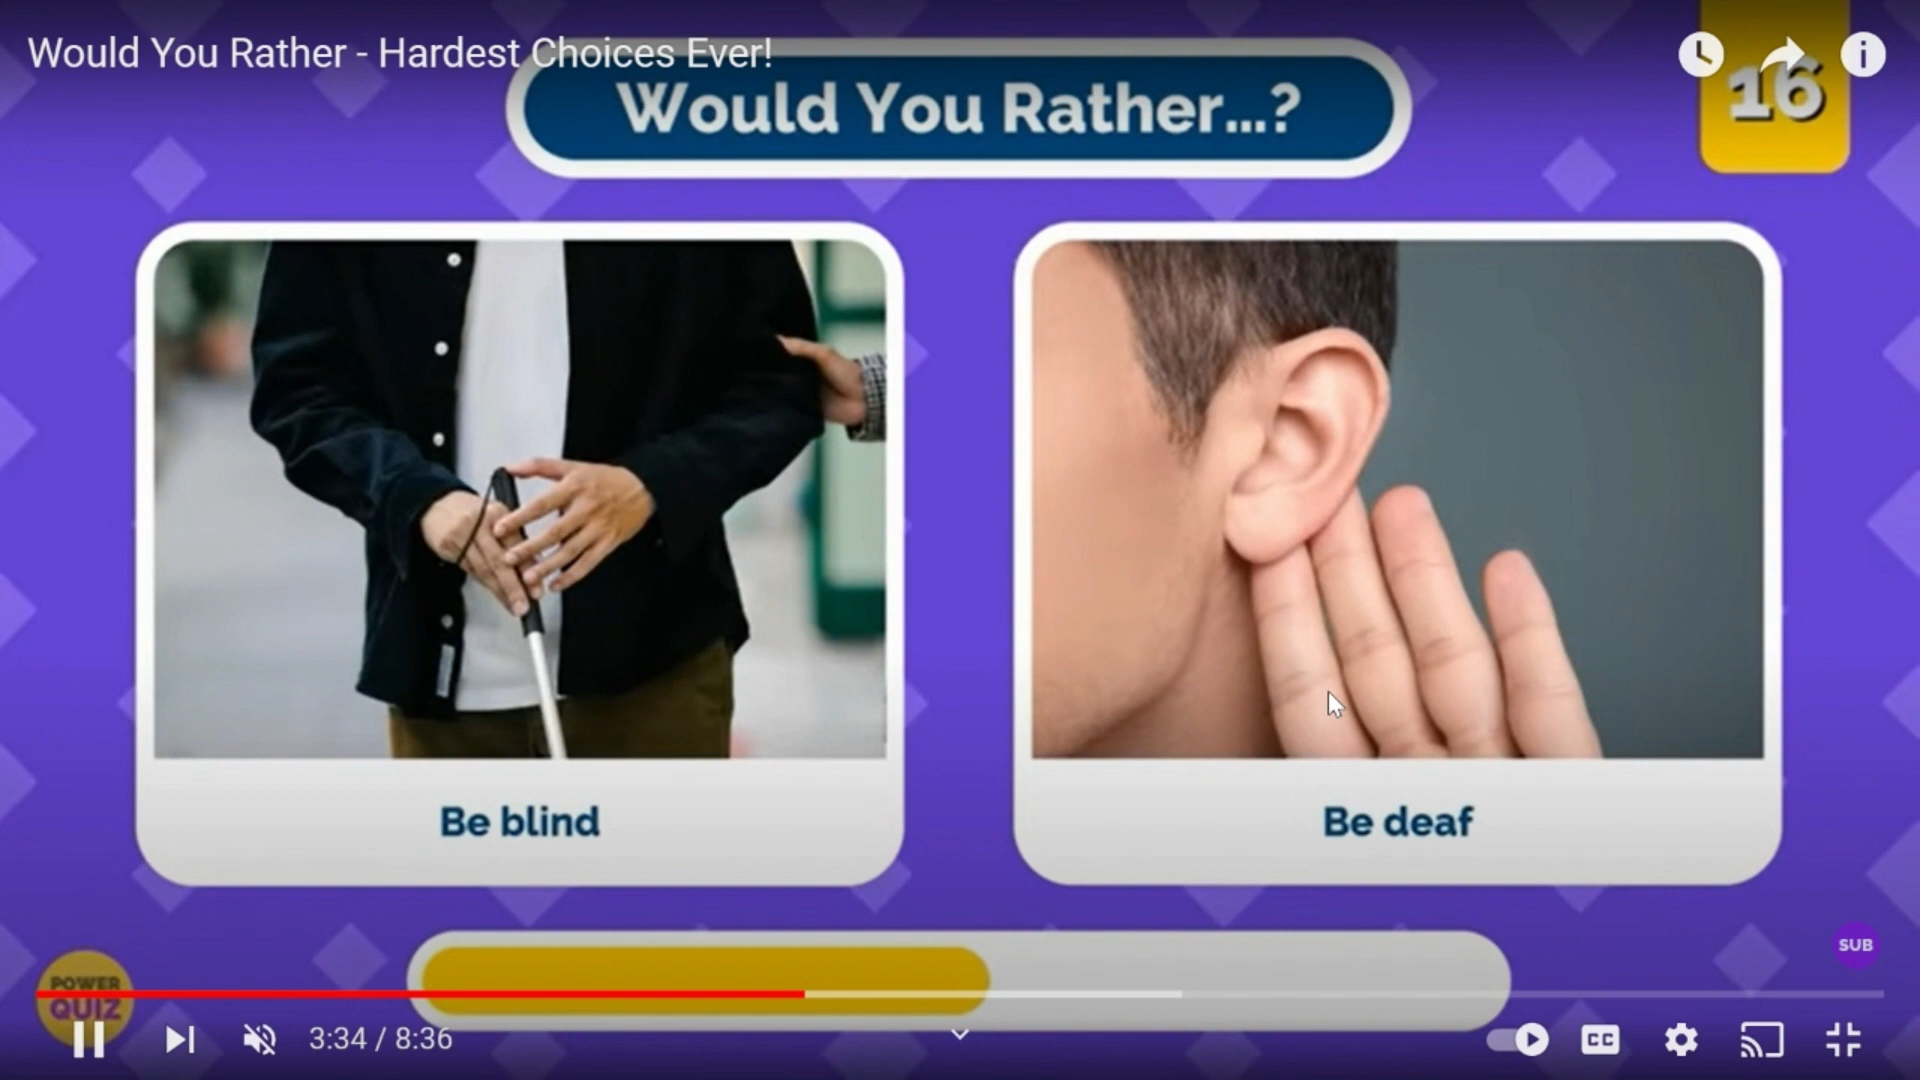 Would You Rather - Hardest Choices Ever!
Would You Rather...?
16
Be blind
Be deaf
SUB
POWER
QUIZ
3:34 / 8:36
CC